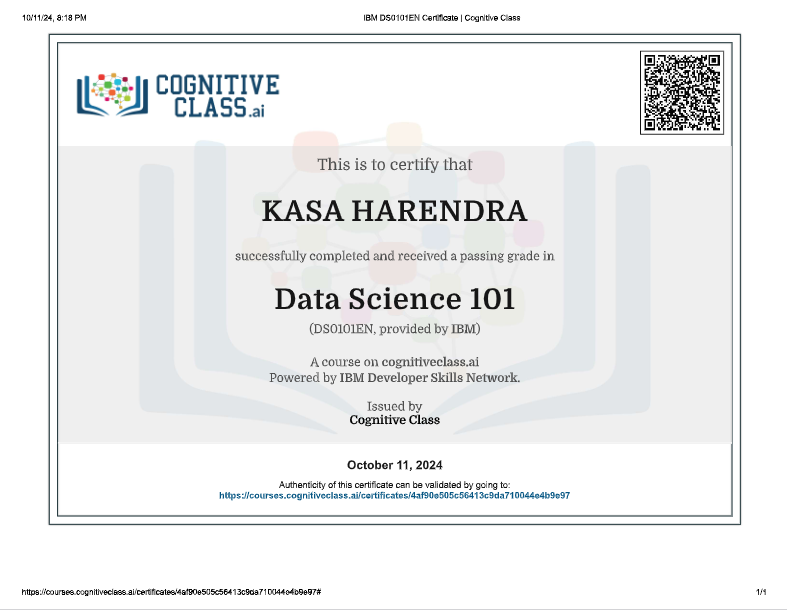 10/11/24, 8:18 PM
IBM DS0101EN Certificate | Cognitive Class
COGNITIVE
CLASS.ai
This is to certify that
KASA HARENDRA
successfully completed and received a passing grade in
Data Science 101
(DS0101EN, provided by IBM)
A course on cognitiveclass.ai
Powered by IBM Developer Skills Network.
Issued by
Cognitive Class
October 11, 2024
Authenticity of this certificate can be validated by going to:
https://courses.cognitiveclass.ai/certificates/4af90e505c56413c9da710044e4b9e97
https://courses.cognitiveclass.ai/certificates/4af90e505c56413c9da710044e4b9e97#
1/1